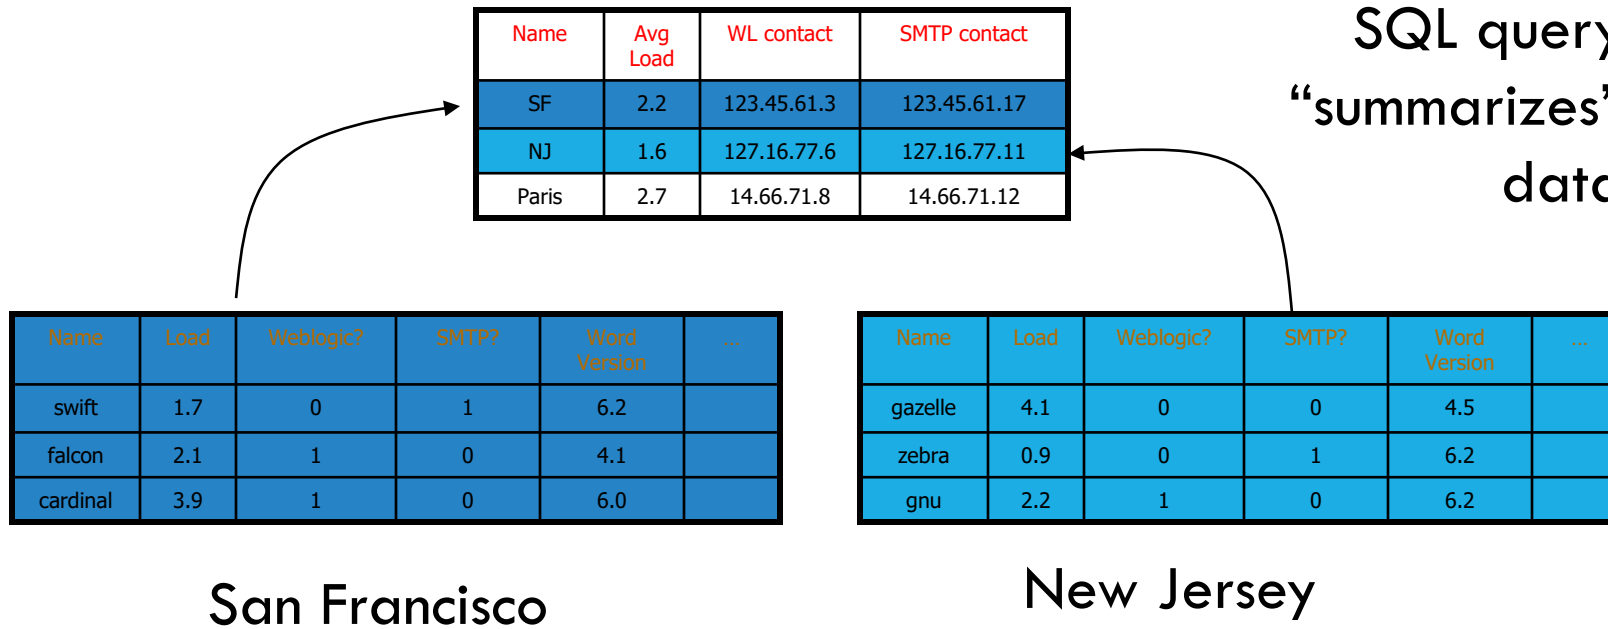 SQL query
“summarizes”
data
Name Avg Load WL contact SMTP contact
SF 2.2 123.45.61.3 123.45.61.17
NJ 1.6 127.16.77.6 127.16.77.11
Paris 2.7 14.66.71.8 14.66.71.12
Name Load Weblogic? SMTP? Word Version ...
swift 1.7 0 1 6.2
falcon 2.1 1 0 4.1
cardinal 3.9 1 0 6.0
San Francisco
Name Load Weblogic? SMTP? Word Version ...
gazelle 4.1 0 0 4.5
zebra 0.9 0 1 6.2
gnu 2.2 1 0 6.2
New Jersey